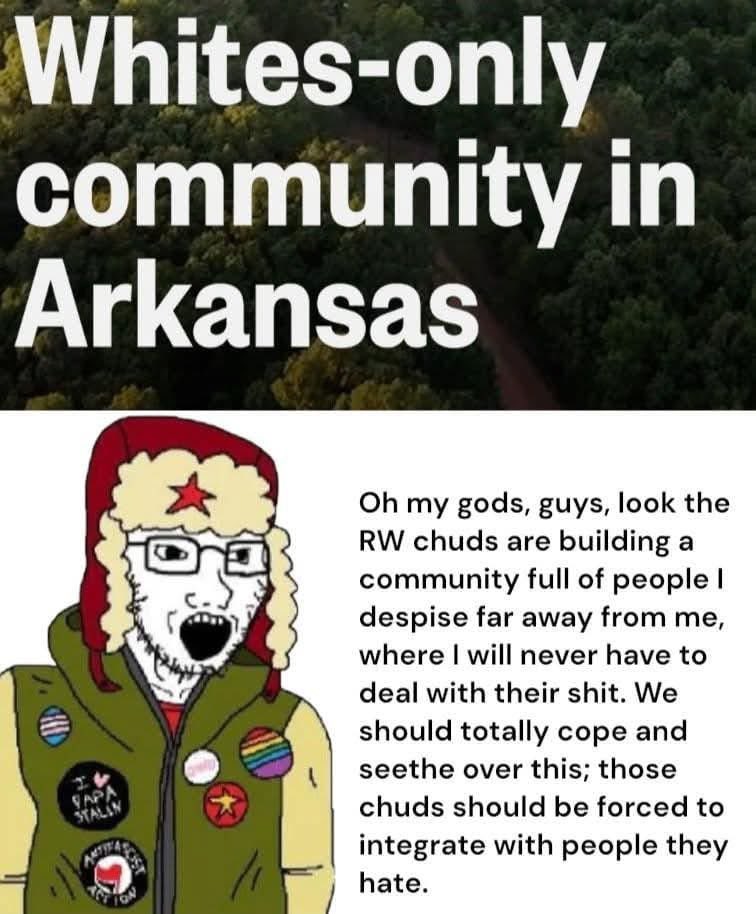 Whites-only
community in
Arkansas
Oh my gods, guys, look the
RW chuds are building a
community full of people I
despise far away from me,
where I will never have to
deal with their shit. We
should totally cope and
seethe over this; those
chuds should be forced to
integrate with people they
hate.
I ❤
PAPA
STALIN
ANTIFASCIST
ACTION